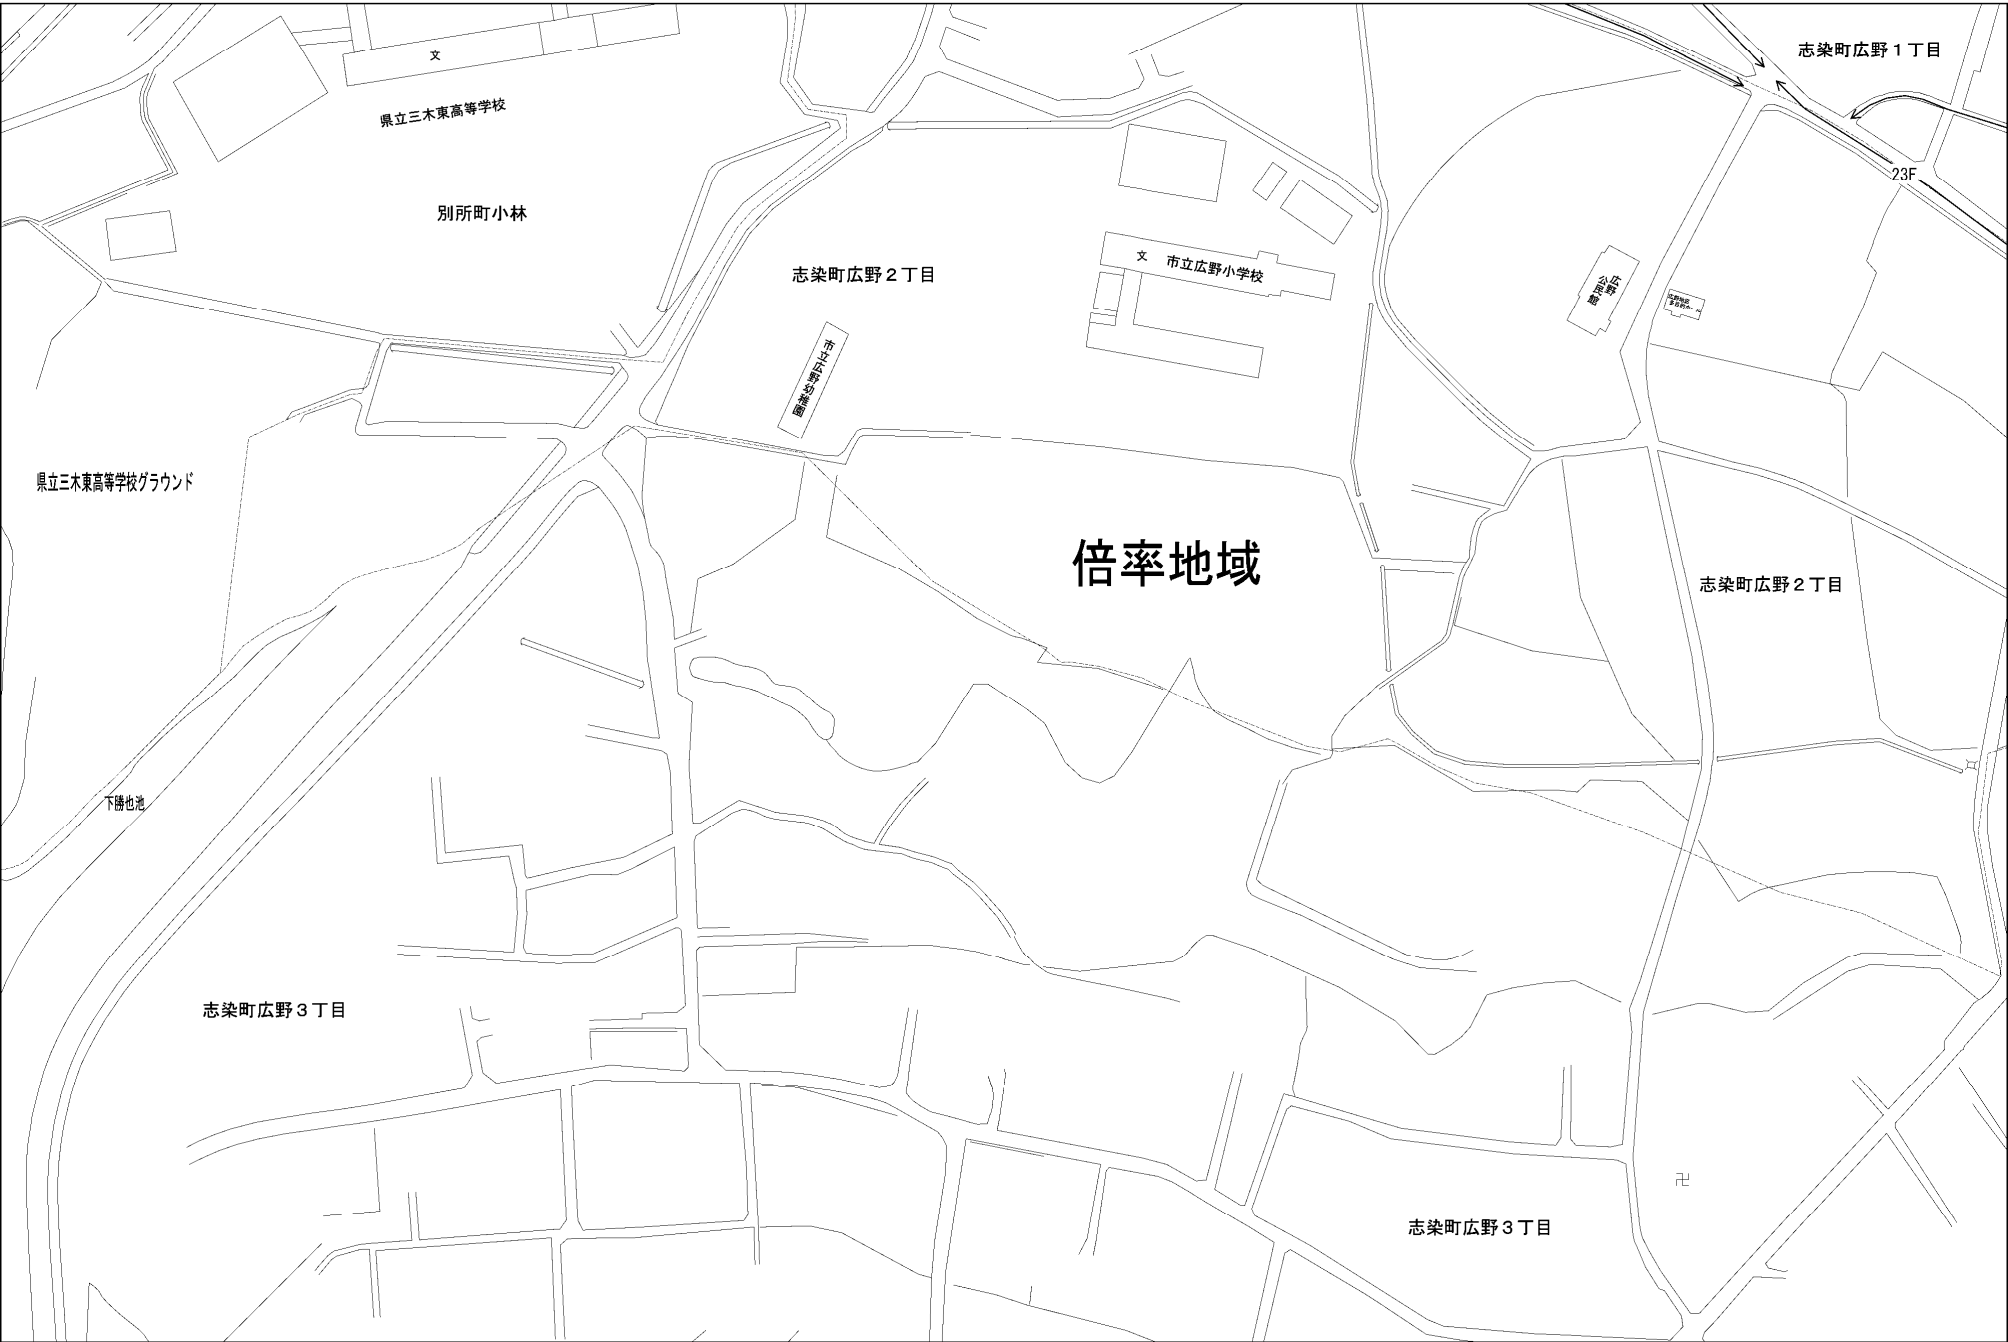 志染町広野１丁目
文
県立三木東高等学校
23F
別所町小林
志染町広野２丁目
文 市立広野小学校
広野
公民館
広野地区
市立広野幼稚園
県立三木東高等学校グラウンド
倍率地域
志染町広野２丁目
下勝也池
志染町広野３丁目
卍
志染町広野３丁目